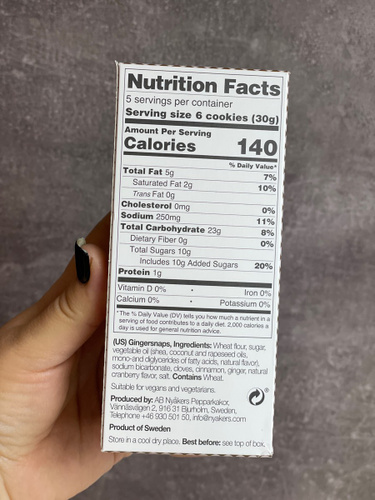 Nutrition Facts
5 servings per container
Serving size 6 cookies (30g)
Amount Per Serving
Calories 140
% Daily Value*
Total Fat 5g 7%
Saturated Fat 2g 10%
Trans Fat 0g
Cholesterol 0mg 0%
Sodium 250mg 11%
Total Carbohydrate 23g 8%
Dietary Fiber 0g 0%
Total Sugars 10g
Includes 10g Added Sugars 20%
Protein 1g
Vitamin D 0% • Iron 0%
Calcium 0% • Potassium 0%
*The % Daily Value (DV) tells you how much a nutrient in a
serving of food contributes to a daily diet. 2,000 calories a
day is used for general nutrition advice.
(US) Gingersnaps, Ingredients: Wheat flour, sugar,
vegetable oil (shea, coconut and rapeseed oils,
mono-and diglycerides of fatty acids, natural flavor),
sodium bicarbonate, cloves, cinnamon, ginger, natural
cranberry flavor, salt. Contains Wheat.
Suitable for vegans and vegetarians.
Produced by: AB Nyåkers Pepparkakor,
Vännäsvägen 2, 916 31 Bjurholm, Sweden,
Telephone +46 930 501 50, info@nyakers.com
Product of Sweden
Store in a cool dry place. Best before: see top of box.